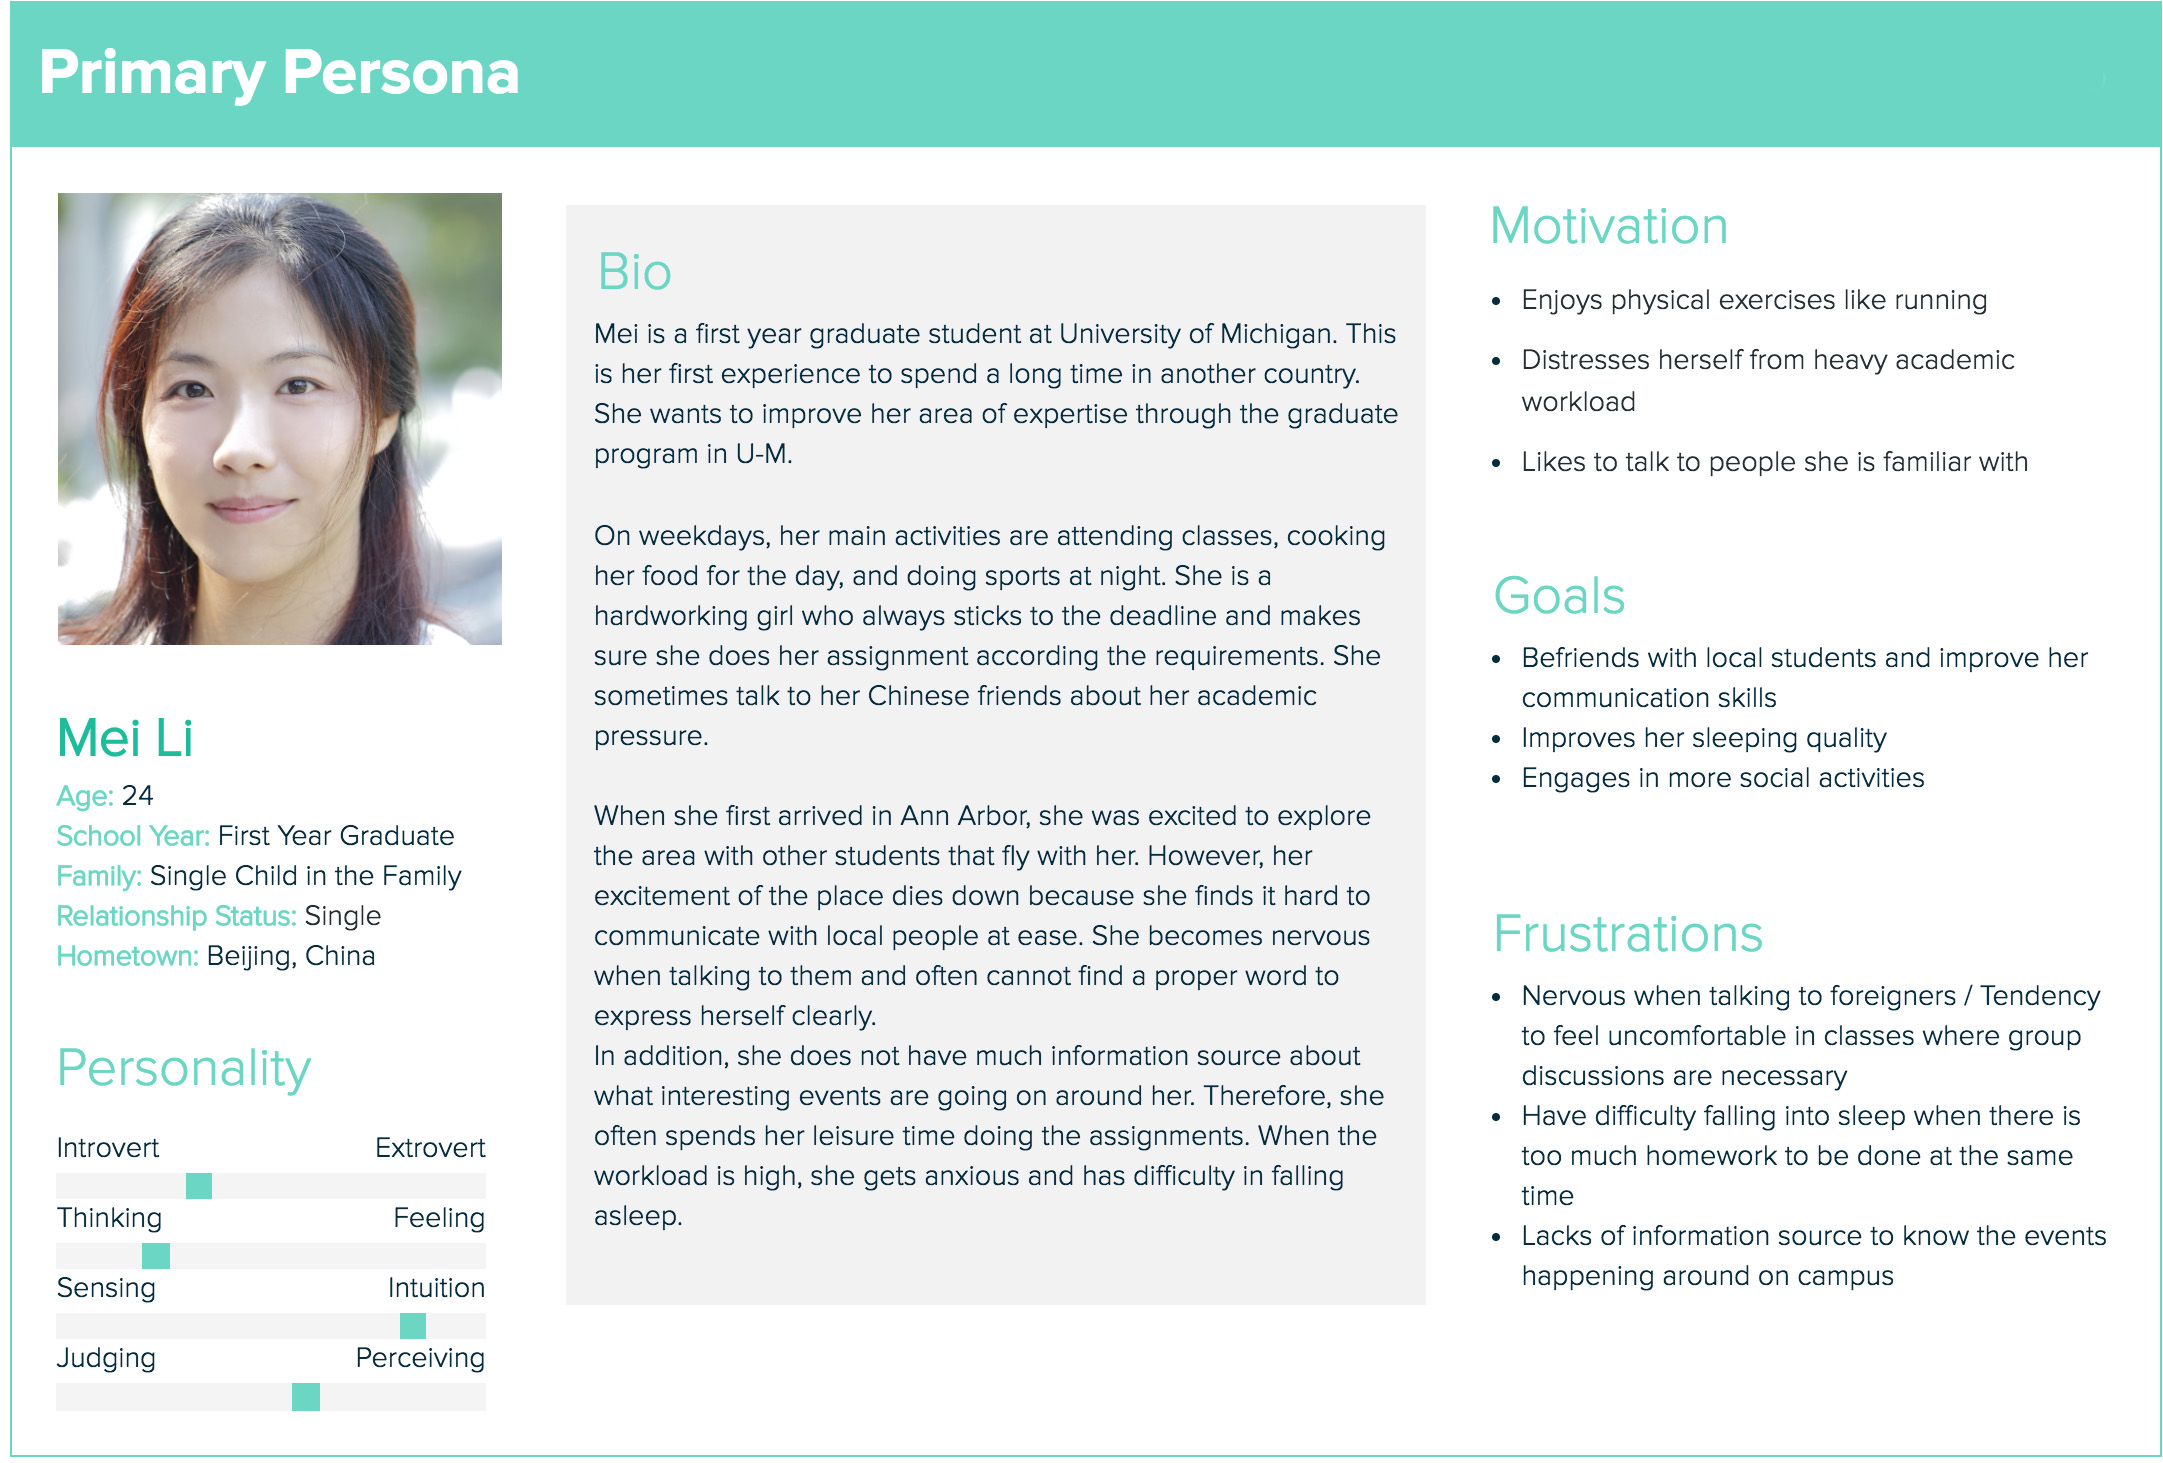 Primary Persona
Mei Li
Age: 24
School Year: First Year Graduate
Family: Single Child in the Family
Relationship Status: Single
Hometown: Beijing, China
Personality
Introvert Extrovert
Thinking Feeling
Sensing Intuition
Judging Perceiving
Bio
Mei is a first year graduate student at University of Michigan. This
is her first experience to spend a long time in another country.
She wants to improve her area of expertise through the graduate
program in U-M.
On weekdays, her main activities are attending classes, cooking
her food for the day, and doing sports at night. She is a
hardworking girl who always sticks to the deadline and makes
sure she does her assignment according the requirements. She
sometimes talk to her Chinese friends about her academic
pressure.
When she first arrived in Ann Arbor, she was excited to explore
the area with other students that fly with her. However, her
excitement of the place dies down because she finds it hard to
communicate with local people at ease. She becomes nervous
when talking to them and often cannot find a proper word to
express herself clearly.
In addition, she does not have much information source about
what interesting events are going on around her. Therefore, she
often spends her leisure time doing the assignments. When the
workload is high, she gets anxious and has difficulty in falling
asleep.
Motivation
• Enjoys physical exercises like running
• Distresses herself from heavy academic
workload
• Likes to talk to people she is familiar with
Goals
• Befriends with local students and improve her
communication skills
• Improves her sleeping quality
• Engages in more social activities
Frustrations
• Nervous when talking to foreigners / Tendency
to feel uncomfortable in classes where group
discussions are necessary
• Have difficulty falling into sleep when there is
too much homework to be done at the same
time
• Lacks of information source to know the events
happening around on campus